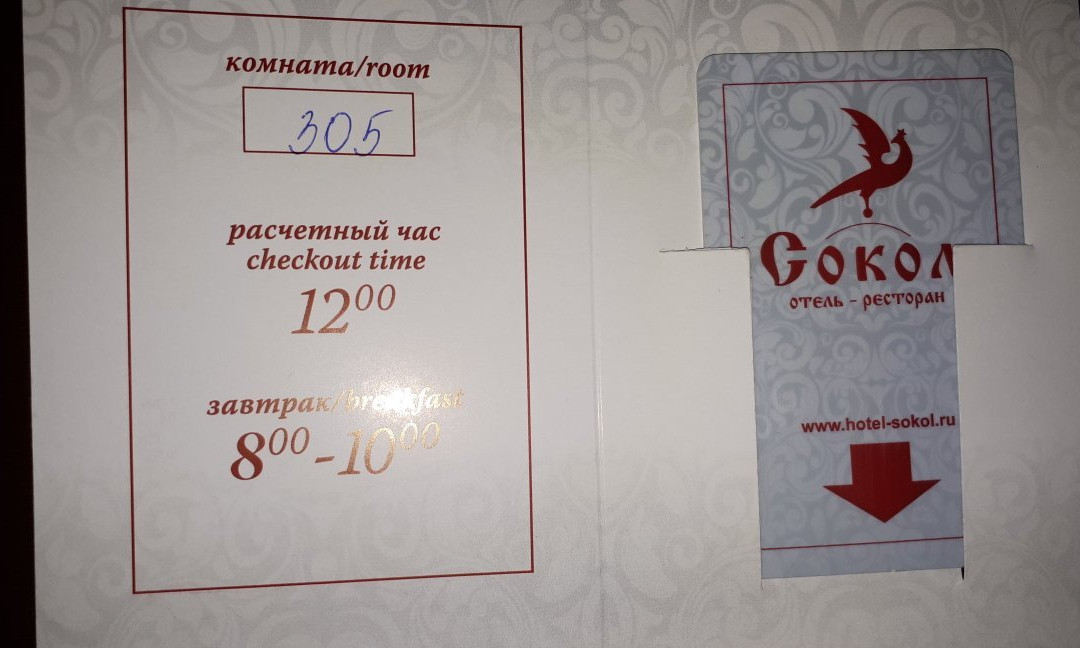 комната/room
305
расчетный час
checkout time
12⁰⁰
завтрак/breakfast
8⁰⁰-10⁰⁰
Сокол
отель - ресторан
www.hotel-sokol.ru